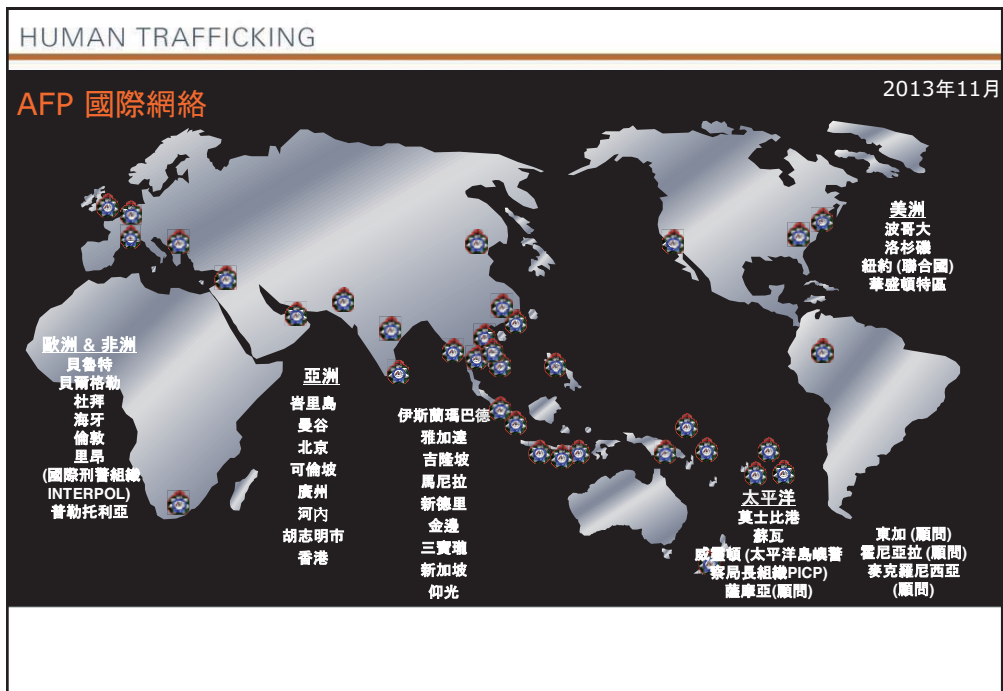 HUMAN TRAFFICKING
AFP 國際網絡
2013年11月
美洲
波哥大
洛杉磯
紐約 (聯合國)
華盛頓特區
歐洲 & 非洲
貝魯特
貝爾格勒
杜拜
海牙
倫敦
里昂
(國際刑警組織
INTERPOL)
普勒托利亞
亞洲
峇里島
曼谷
北京
可倫坡
廣州
河內
胡志明市
香港
伊斯蘭瑪巴德
雅加達
吉隆坡
馬尼拉
新德里
金邊
三寶瓏
新加坡
仰光
太平洋
莫士比港
蘇瓦
威靈頓 (太平洋島嶼警
察局長組織PICP)
薩摩亞(顧問)
東加 (顧問)
霍尼亞拉 (顧問)
麥克羅尼西亞
(顧問)